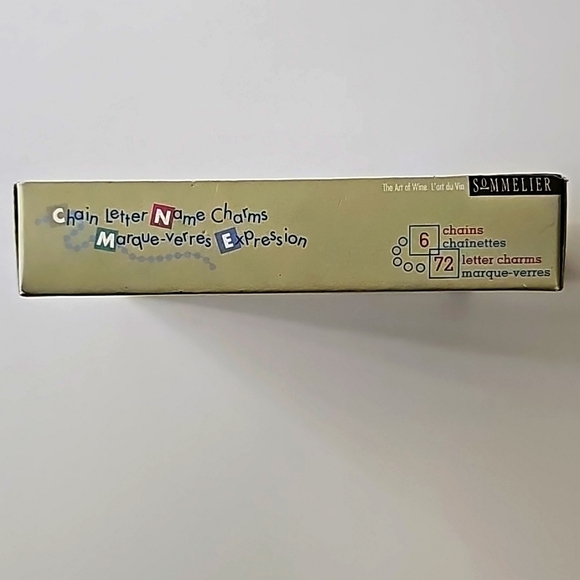 The Art of Wine L'art du Vin SOMMELIER
Chain Letter Name Charms
Marque-verres Expression
6 chains
chaînettes
72 letter charms
marque-verres